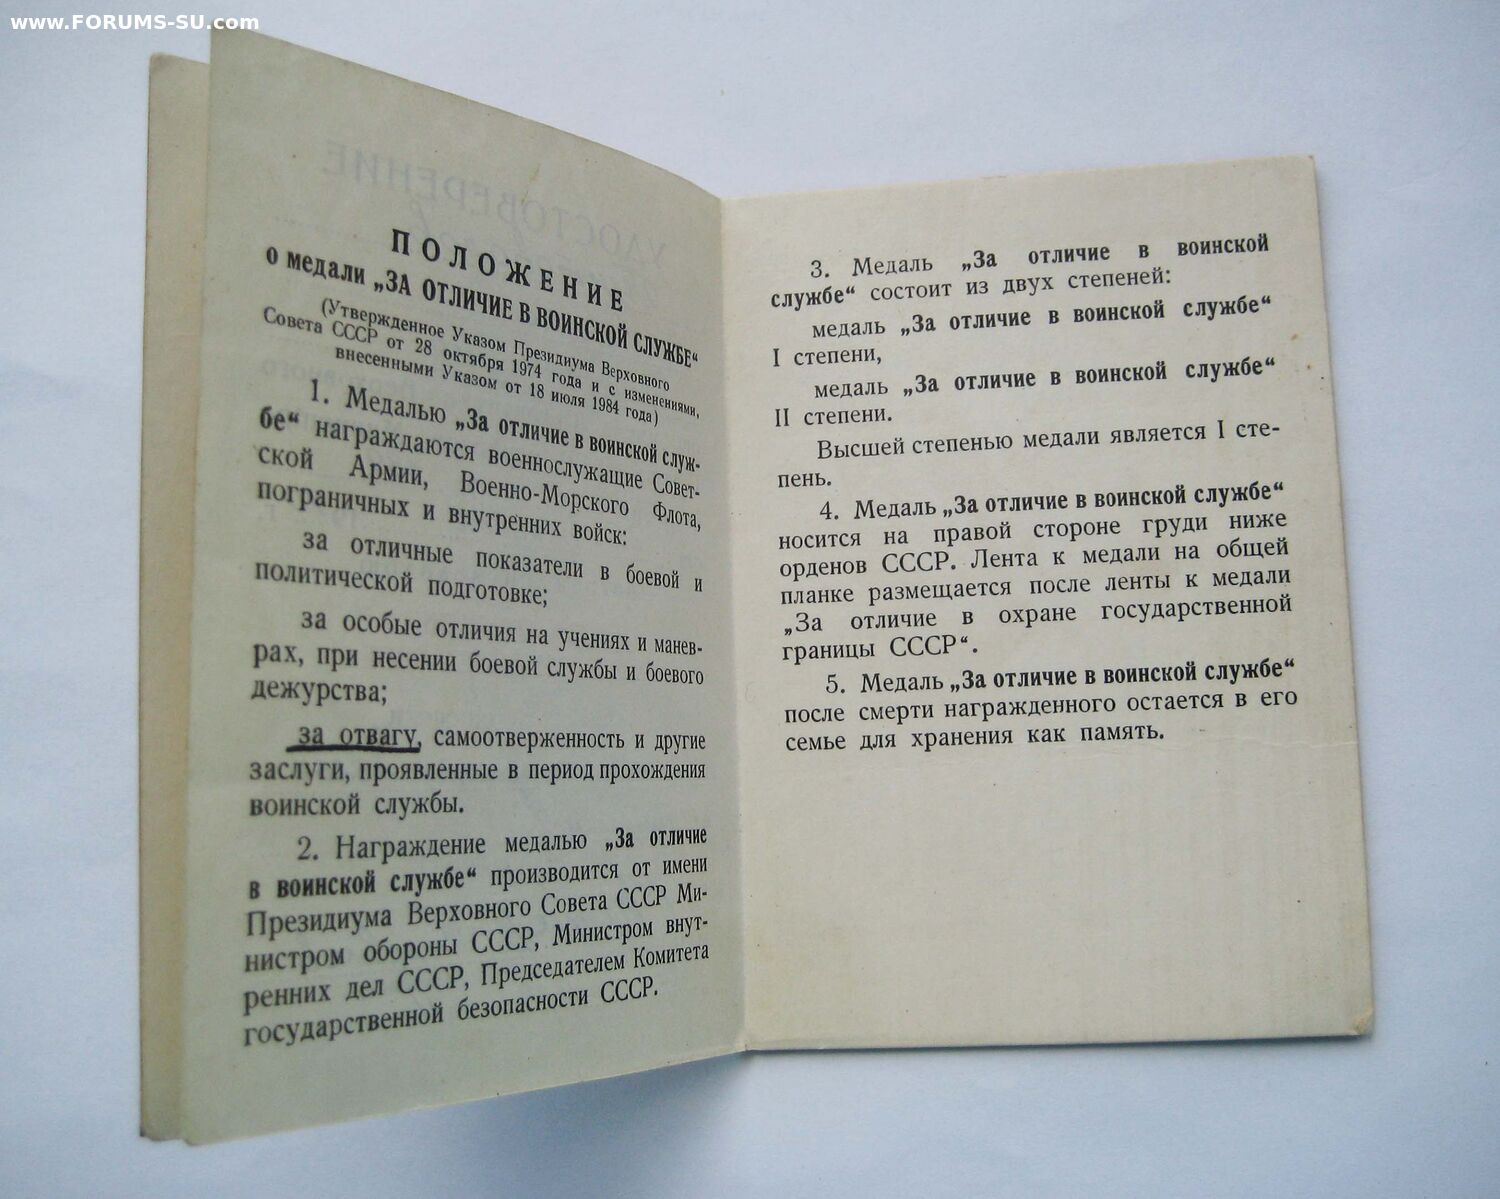 www.FORUMS-SU.com
УДОСТОВЕРЕНИЕ
ПОЛОЖЕНИЕ
о медали „ЗА ОТЛИЧИЕ В ВОИНСКОЙ СЛУЖБЕ“
(Утвержденное Указом Президиума Верховного
Совета СССР от 28 октября 1974 года и с изменениями,
внесенными Указом от 18 июля 1984 года)
1. Медалью „За отличие в воинской служ-
бе“ награждаются военнослужащие Совет-
ской Армии, Военно-Морского Флота,
пограничных и внутренних войск:
за отличные показатели в боевой и
политической подготовке;
за особые отличия на учениях и манев-
рах, при несении боевой службы и боевого
дежурства;
за отвагу, самоотверженность и другие
заслуги, проявленные в период прохождения
воинской службы.
2. Награждение медалью „За отличие
в воинской службе“ производится от имени
Президиума Верховного Совета СССР Ми-
нистром обороны СССР, Министром внут-
ренних дел СССР, Председателем Комитета
государственной безопасности СССР.
3. Медаль „За отличие в воинской
службе“ состоит из двух степеней:
медаль „За отличие в воинской службе“
I степени,
медаль „За отличие в воинской службе“
II степени.
Высшей степенью медали является I сте-
пень.
4. Медаль „За отличие в воинской службе“
носится на правой стороне груди ниже
орденов СССР. Лента к медали на общей
планке размещается после ленты к медали
„За отличие в охране государственной
границы СССР“.
5. Медаль „За отличие в воинской службе“
после смерти награжденного остается в его
семье для хранения как память.